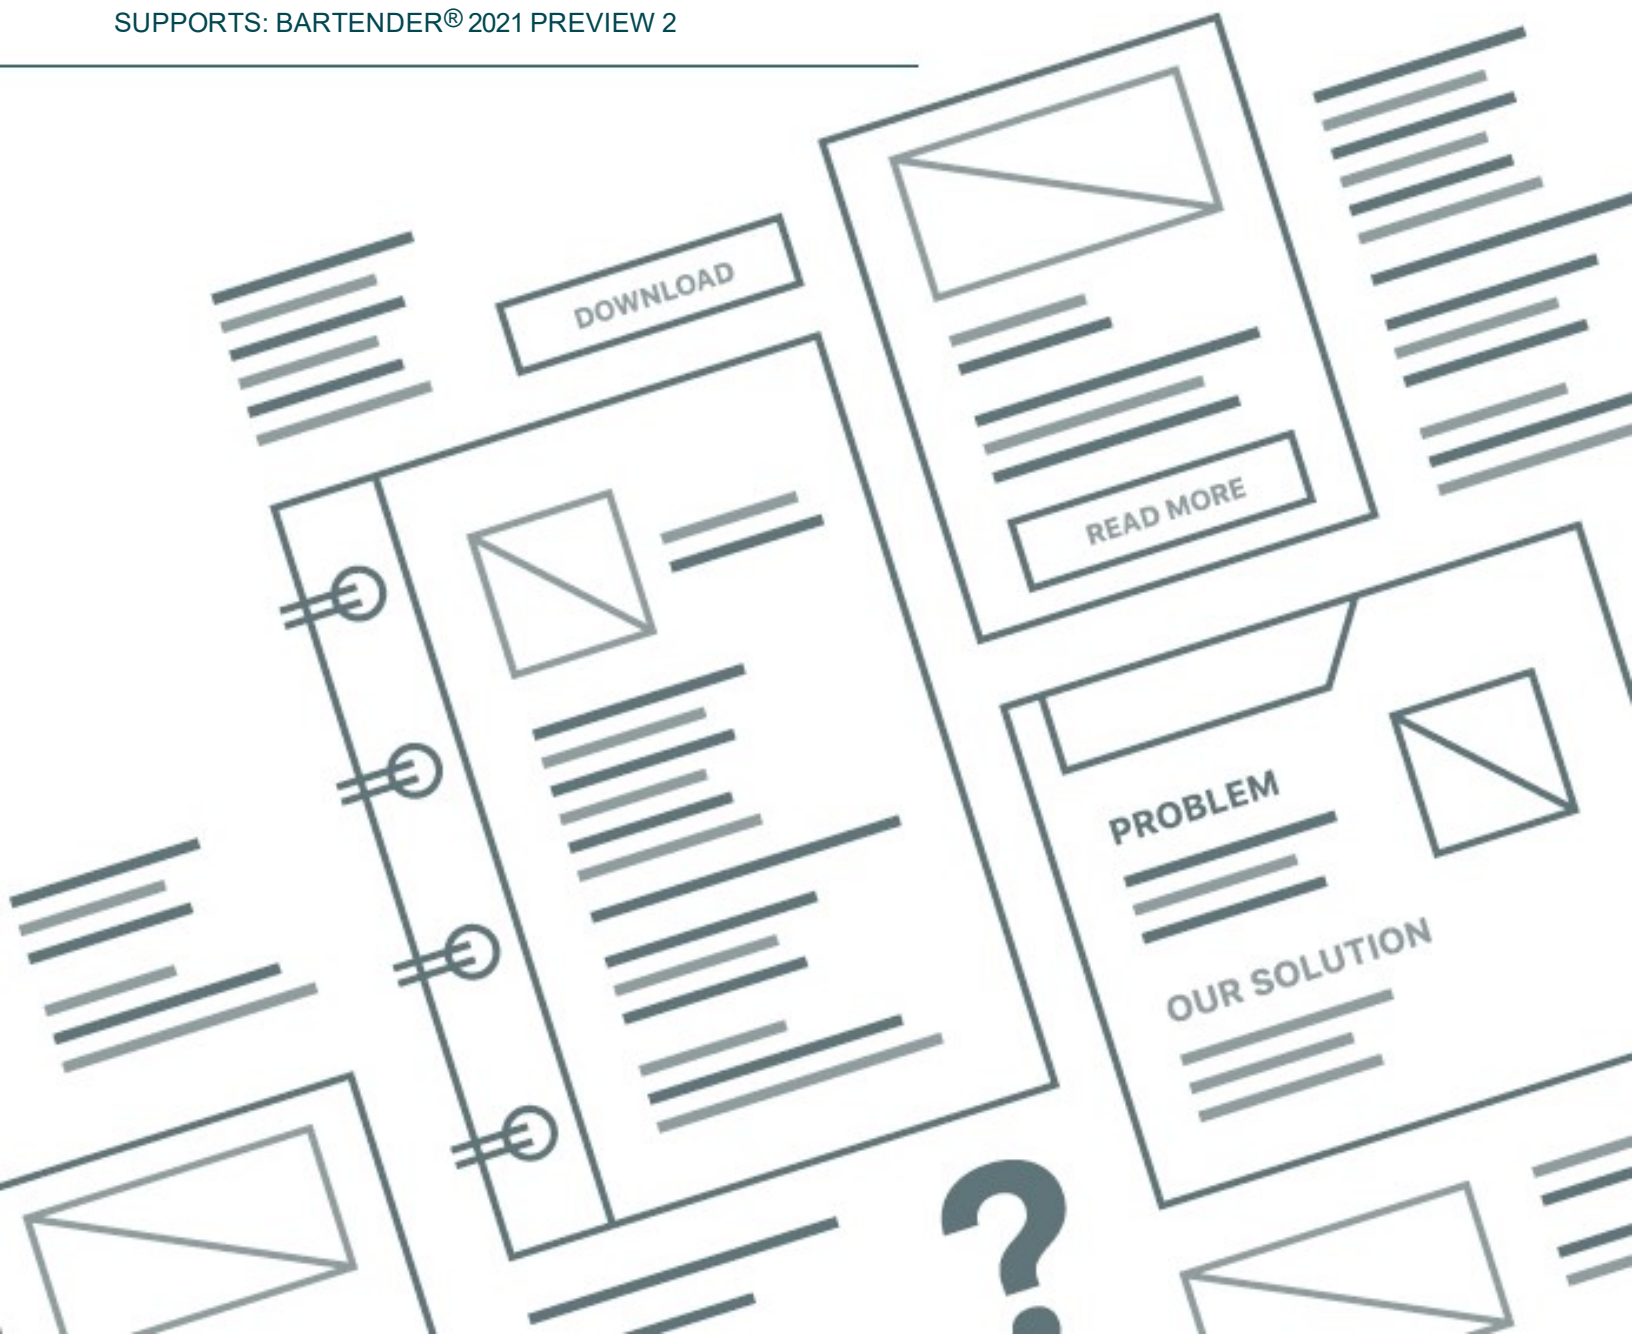 SUPPORTS: BARTENDER® 2021 PREVIEW 2
DOWNLOAD
READ MORE
PROBLEM
OUR SOLUTION
?